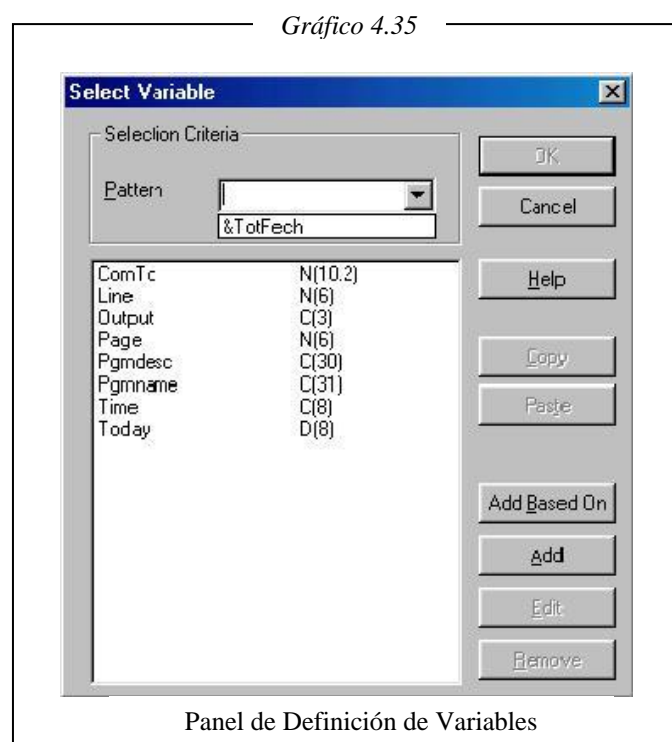 Gráfico 4.35
Select Variable
Selection Criteria
Pattern
&TotFech
ComTc N(10.2)
Line N(6)
Output C(3)
Page N(6)
Pgmdesc C(30)
Pgmname C(31)
Time C(8)
Today D(8)
OK
Cancel
Help
Copy
Paste
Add Based On
Add
Edit
Remove
Panel de Definición de Variables